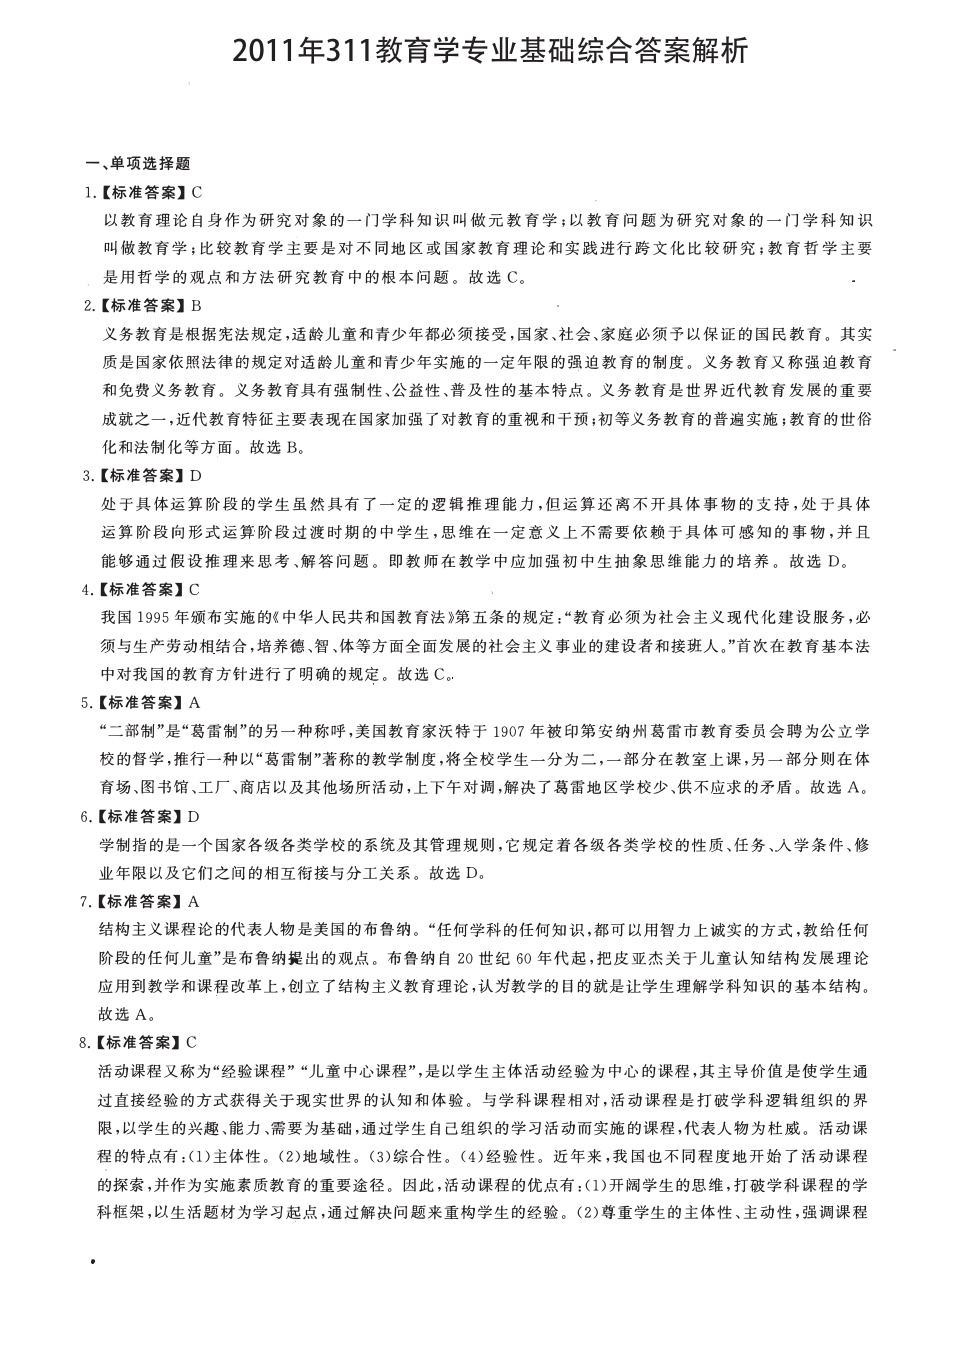 2011年311教育学专业基础综合答案解析
一、单项选择题
1.【标准答案】C
以教育理论自身作为研究对象的一门学科知识叫做元教育学;以教育问题为研究对象的一门学科知识
叫做教育学;比较教育学主要是对不同地区或国家教育理论和实践进行跨文化比较研究;教育哲学主要
是用哲学的观点和方法研究教育中的根本问题。故选 C。
2.【标准答案】B
义务教育是根据宪法规定,适龄儿童和青少年都必须接受,国家、社会、家庭必须予以保证的国民教育。其实
质是国家依照法律的规定对适龄儿童和青少年实施的一定年限的强迫教育的制度。义务教育又称强迫教育
和免费义务教育。义务教育具有强制性、公益性、普及性的基本特点。义务教育是世界近代教育发展的重要
成就之一,近代教育特征主要表现在国家加强了对教育的重视和干预;初等义务教育的普遍实施;教育的世俗
化和法制化等方面。故选 B。
3.【标准答案】D
处于具体运算阶段的学生虽然具有了一定的逻辑推理能力,但运算还离不开具体事物的支持,处于具体
运算阶段向形式运算阶段过渡时期的中学生,思维在一定意义上不需要依赖于具体可感知的事物,并且
能够通过假设推理来思考、解答问题。即教师在教学中应加强初中生抽象思维能力的培养。故选 D。
4.【标准答案】C
我国 1995 年颁布实施的《中华人民共和国教育法》第五条的规定:“教育必须为社会主义现代化建设服务,必
须与生产劳动相结合,培养德、智、体等方面全面发展的社会主义事业的建设者和接班人。”首次在教育基本法
中对我国的教育方针进行了明确的规定。故选 C。
5.【标准答案】A
“二部制”是“葛雷制”的另一种称呼,美国教育家沃特于 1907 年被印第安纳州葛雷市教育委员会聘为公立学
校的督学,推行一种以“葛雷制”著称的教学制度,将全校学生一分为二,一部分在教室上课,另一部分则在体
育场、图书馆、工厂、商店以及其他场所活动,上下午对调,解决了葛雷地区学校少、供不应求的矛盾。故选 A。
6.【标准答案】D
学制指的是一个国家各级各类学校的系统及其管理规则,它规定着各级各类学校的性质、任务、入学条件、修
业年限以及它们之间的相互衔接与分工关系。故选 D。
7.【标准答案】A
结构主义课程论的代表人物是美国的布鲁纳。“任何学科的任何知识,都可以用智力上诚实的方式,教给任何
阶段的任何儿童”是布鲁纳提出的观点。布鲁纳自 20 世纪 60 年代起,把皮亚杰关于儿童认知结构发展理论
应用到教学和课程改革上,创立了结构主义教育理论,认为教学的目的就是让学生理解学科知识的基本结构。
故选 A。
8.【标准答案】C
活动课程又称为“经验课程”“儿童中心课程”,是以学生主体活动经验为中心的课程,其主导价值是使学生通
过直接经验的方式获得关于现实世界的认知和体验。与学科课程相对,活动课程是打破学科逻辑组织的界
限,以学生的兴趣、能力、需要为基础,通过学生自己组织的学习活动而实施的课程,代表人物为杜威。活动课
程的特点有:(1)主体性。(2)地域性。(3)综合性。(4)经验性。近年来,我国也不同程度地开始了活动课程
的探索,并作为实施素质教育的重要途径。因此,活动课程的优点有:(1)开阔学生的思维,打破学科课程的学
科框架,以生活题材为学习起点,通过解决问题来重构学生的经验。(2)尊重学生的主体性、主动性,强调课程